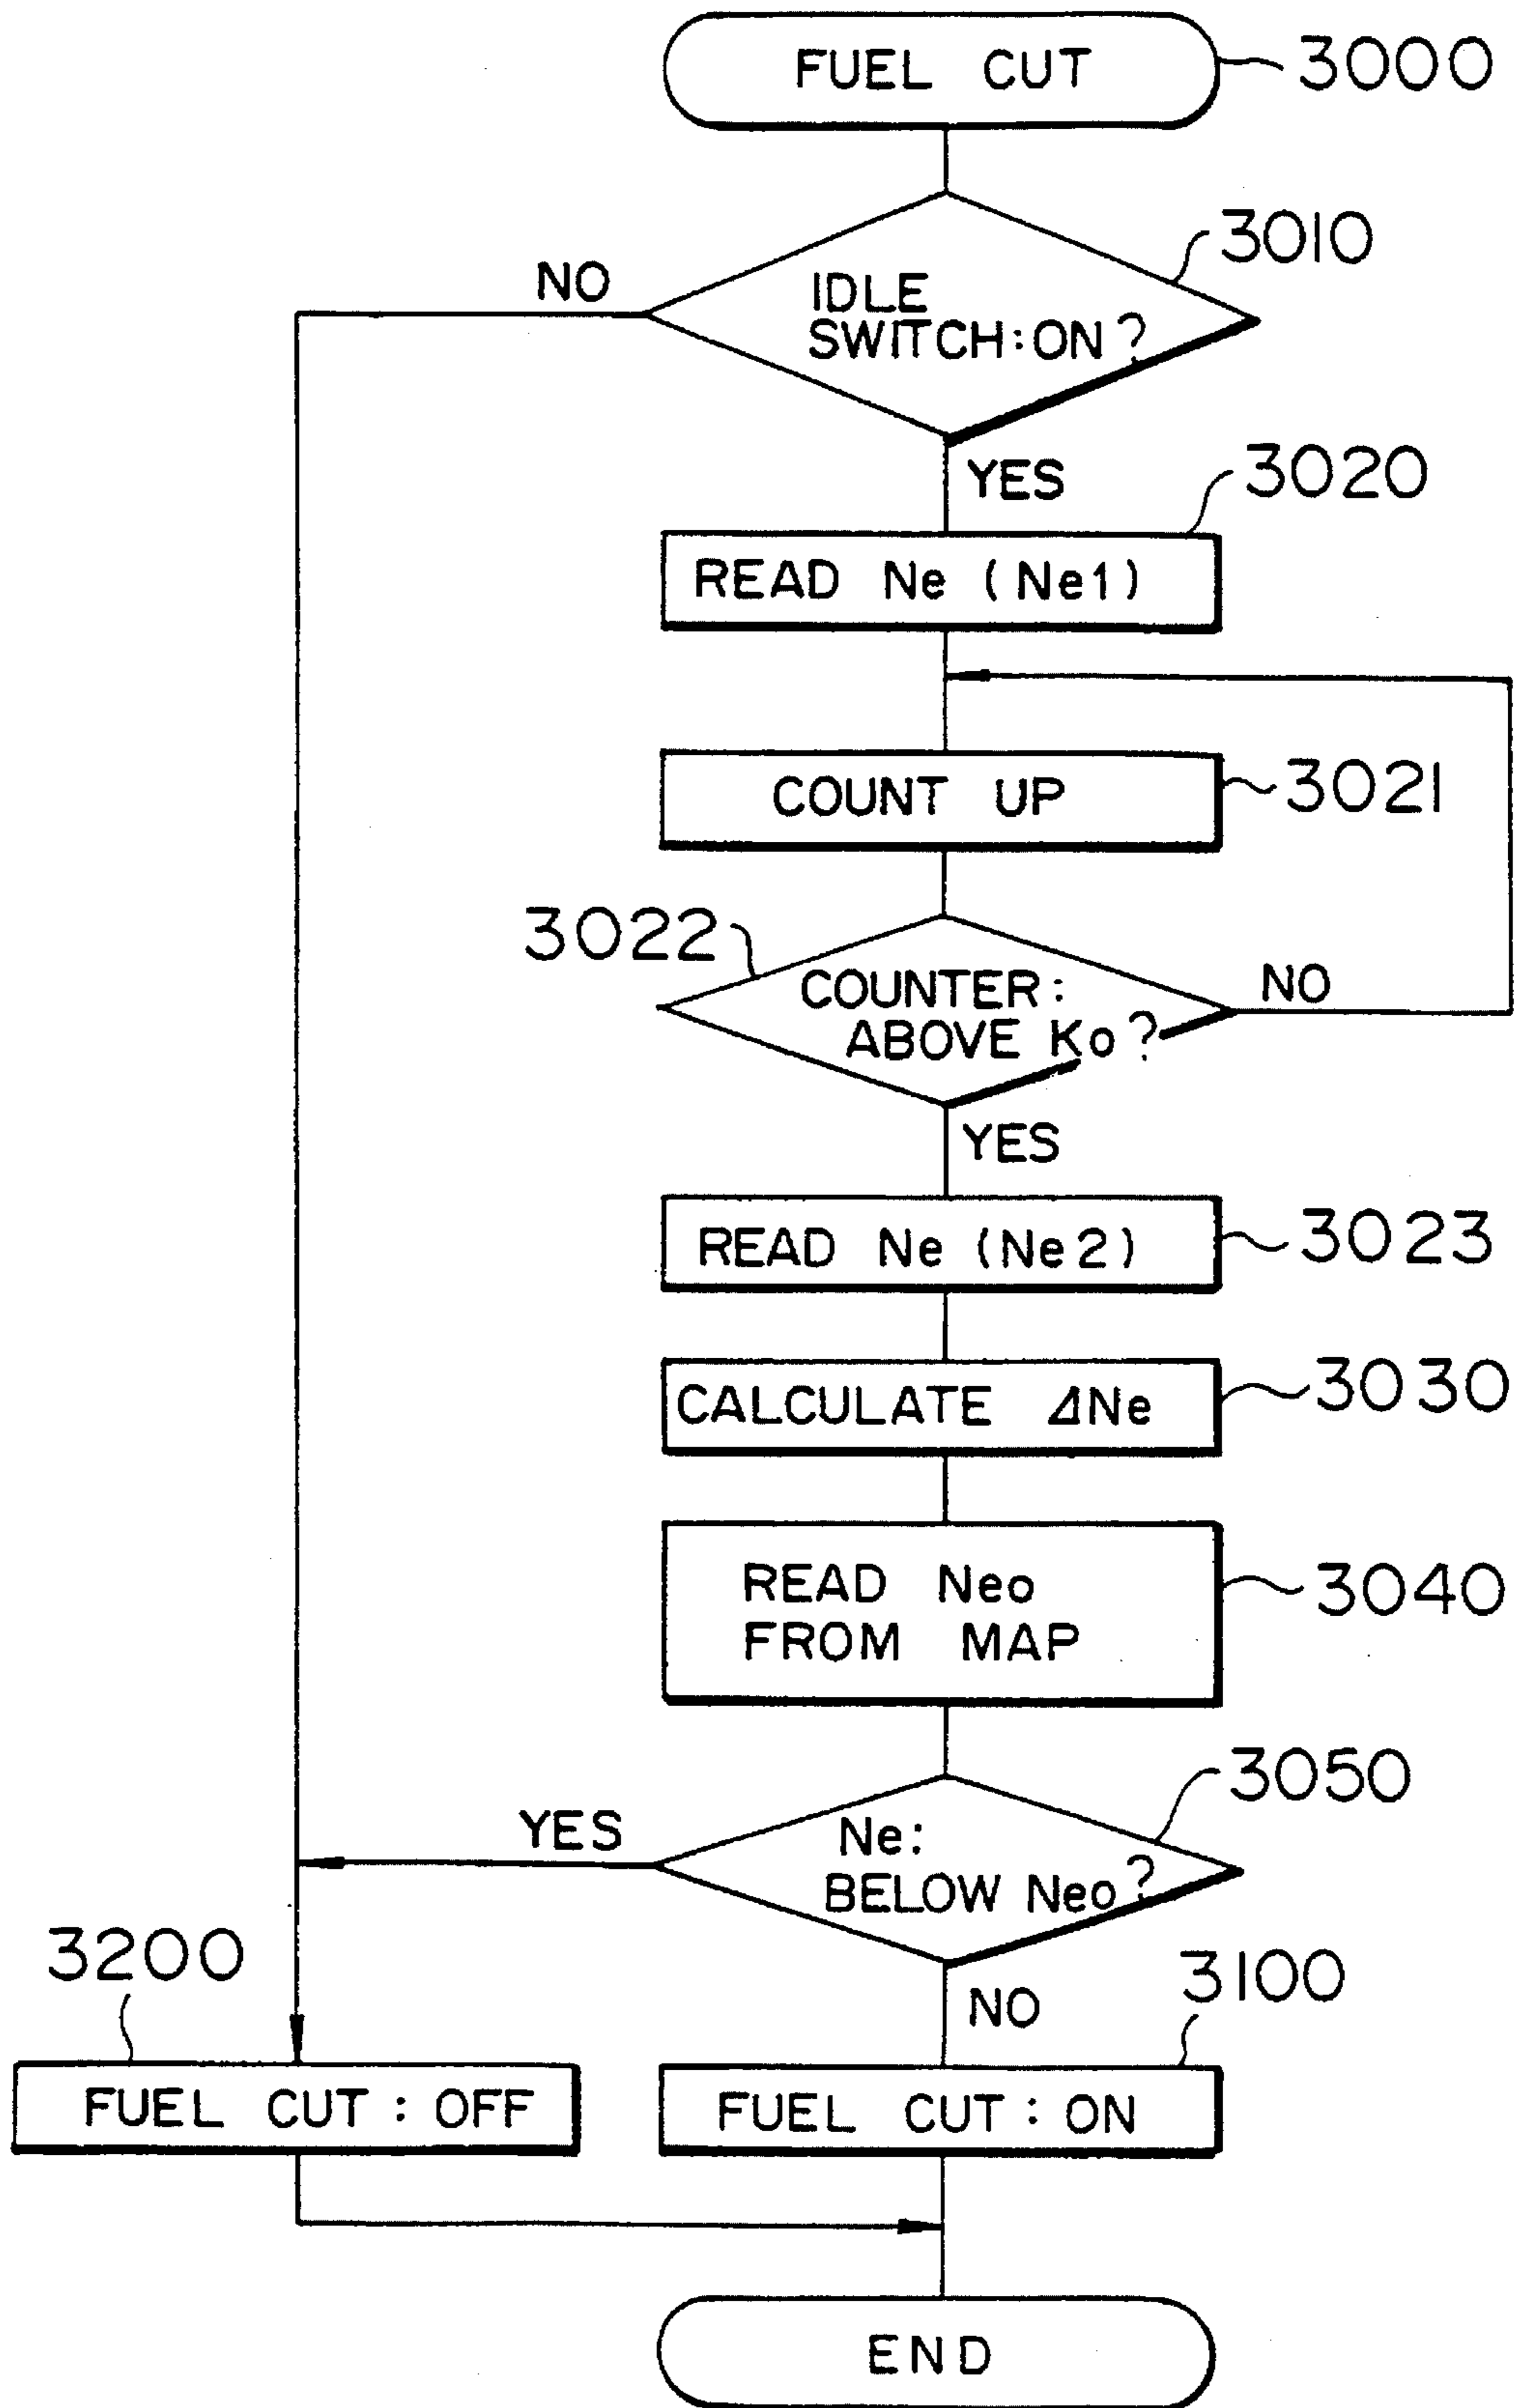 FUEL CUT
3000
3010
NO
IDLE
SWITCH:ON?
YES
3020
READ Ne (Ne1)
COUNT UP
3021
3022
COUNTER:
ABOVE Ko?
NO
YES
READ Ne (Ne2)
3023
CALCULATE ΔNe
3030
READ Neo
FROM MAP
3040
3050
YES
Ne:
BELOW Neo?
3200
NO
3100
FUEL CUT: OFF
FUEL CUT: ON
END